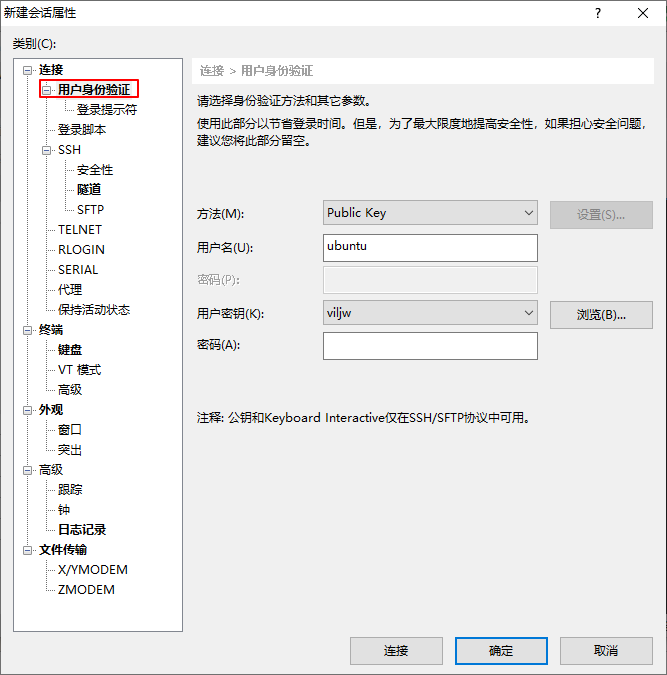 新建会话属性
类别(C):
连接
用户身份验证
登录提示符
登录脚本
SSH
安全性
隧道
SFTP
TELNET
RLOGIN
SERIAL
代理
保持活动状态
终端
键盘
VT 模式
高级
外观
窗口
突出
高级
跟踪
钟
日志记录
文件传输
X/YMODEM
ZMODEM
连接 > 用户身份验证
请选择身份验证方法和其它参数。
使用此部分以节省登录时间。但是，为了最大限度地提高安全性，如果担心安全问题，
建议您将此部分留空。
方法(M): Public Key 设置(S)...
用户名(U): ubuntu
密码(P):
用户密钥(K): viljw 浏览(B)...
密码(A):
注释: 公钥和Keyboard Interactive仅在SSH/SFTP协议中可用。
连接 确定 取消